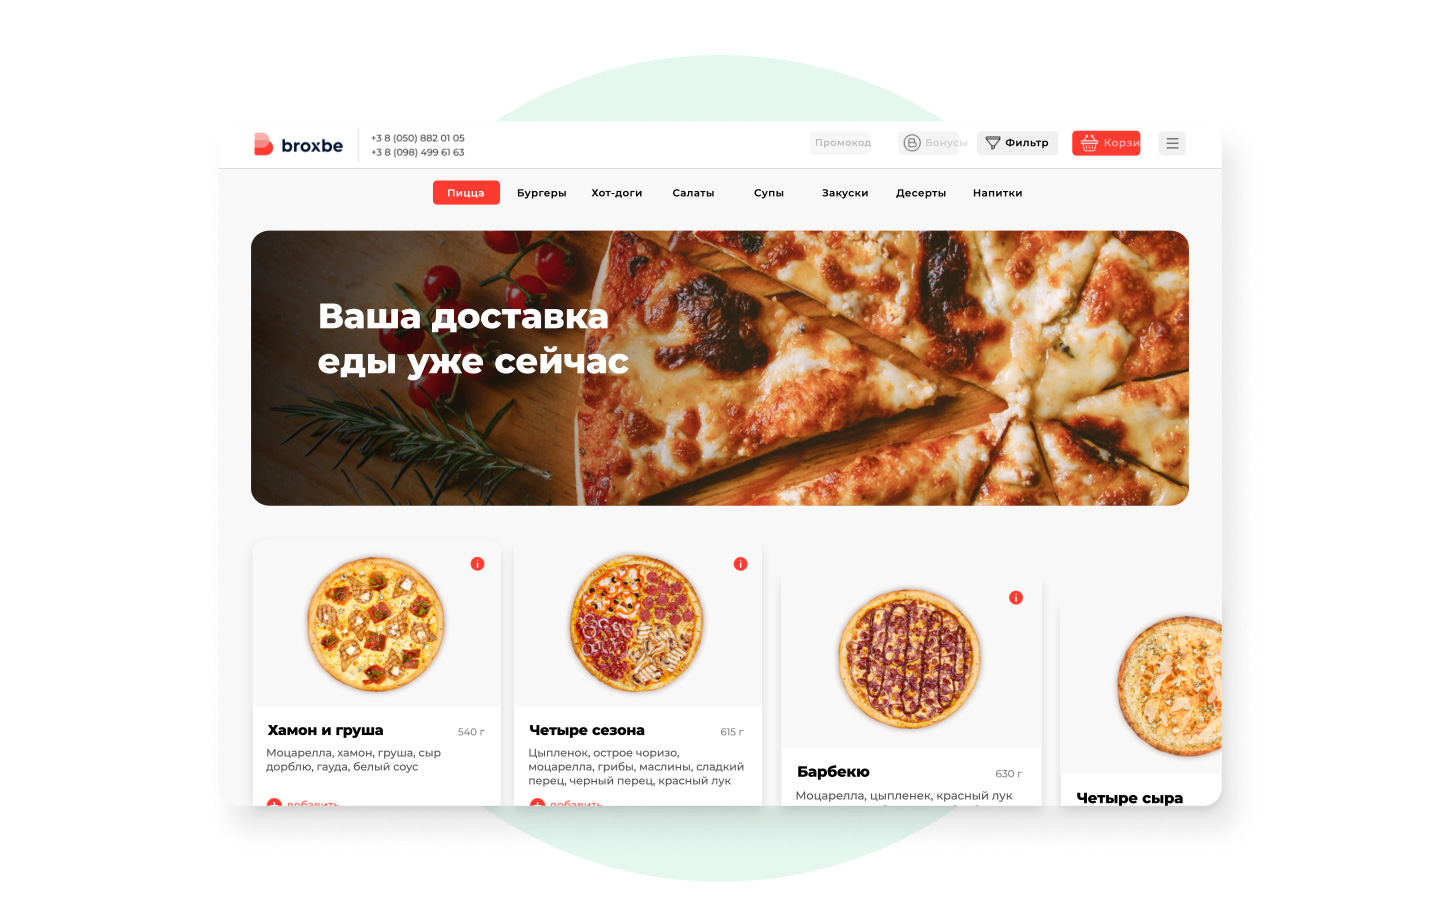 broxbe
+3 8 (050) 882 01 05
+3 8 (098) 499 61 63
Промокод
Бонусы
Фильтр
Корзи
Пицца
Бургеры
Хот-доги
Салаты
Супы
Закуски
Десерты
Напитки
Ваша доставка
еды уже сейчас
Хамон и груша
540 г
Моцарелла, хамон, груша, сыр
дорблю, гауда, белый соус
добавить
Четыре сезона
615 г
Цыпленок, острое чоризо,
моцарелла, грибы, маслины, сладкий
перец, черный перец, красный лук
добавить
Барбекю
630 г
Моцарелла, цыпленек, красный лук
Четыре сыра